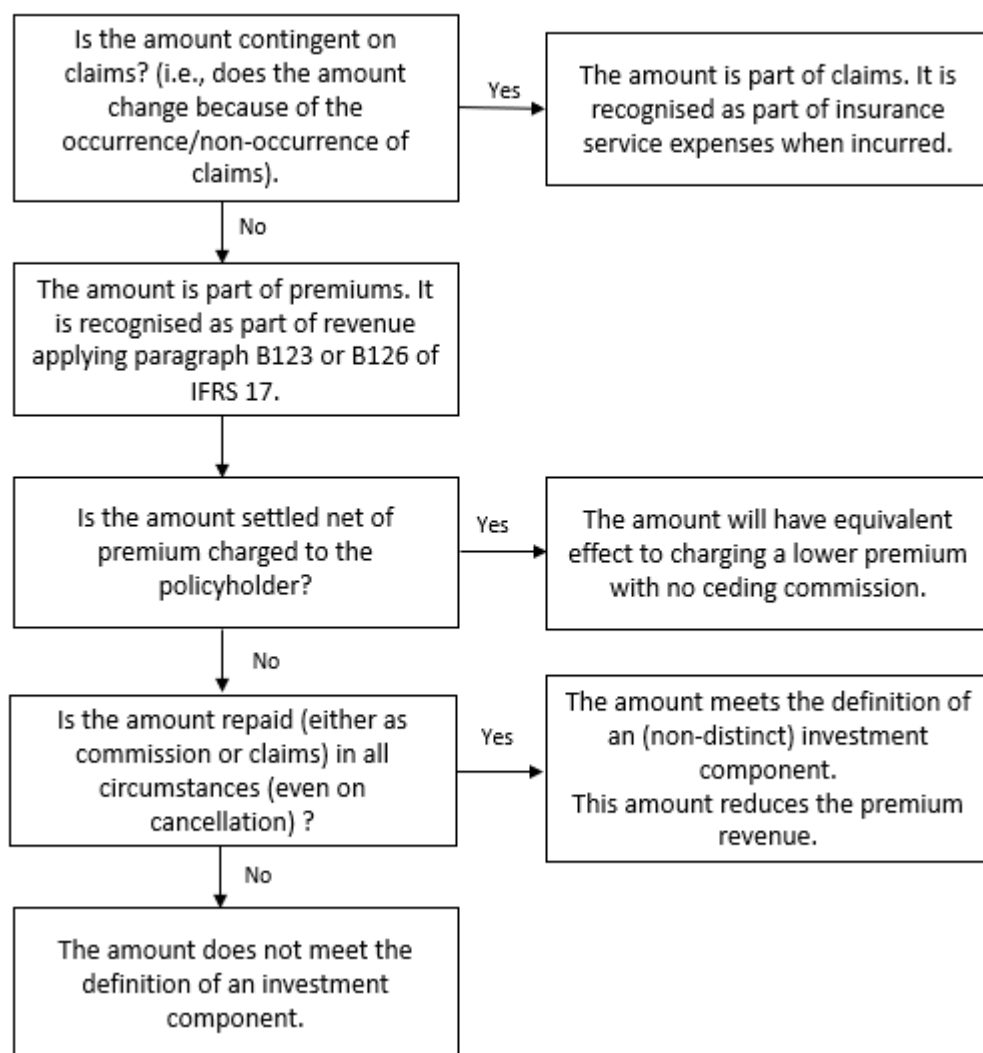 Is the amount contingent on
claims? (i.e., does the amount
change because of the
occurrence/non-occurrence of
claims).
Yes
The amount is part of claims. It is
recognised as part of insurance
service expenses when incurred.
No
The amount is part of premiums. It
is recognised as part of revenue
applying paragraph B123 or B126 of
IFRS 17.
Is the amount settled net of
premium charged to the
policyholder?
Yes
The amount will have equivalent
effect to charging a lower premium
with no ceding commission.
No
Is the amount repaid (either as
commission or claims) in all
circumstances (even on
cancellation) ?
Yes
The amount meets the definition of
an (non-distinct) investment
component.
This amount reduces the premium
revenue.
No
The amount does not meet the
definition of an investment
component.